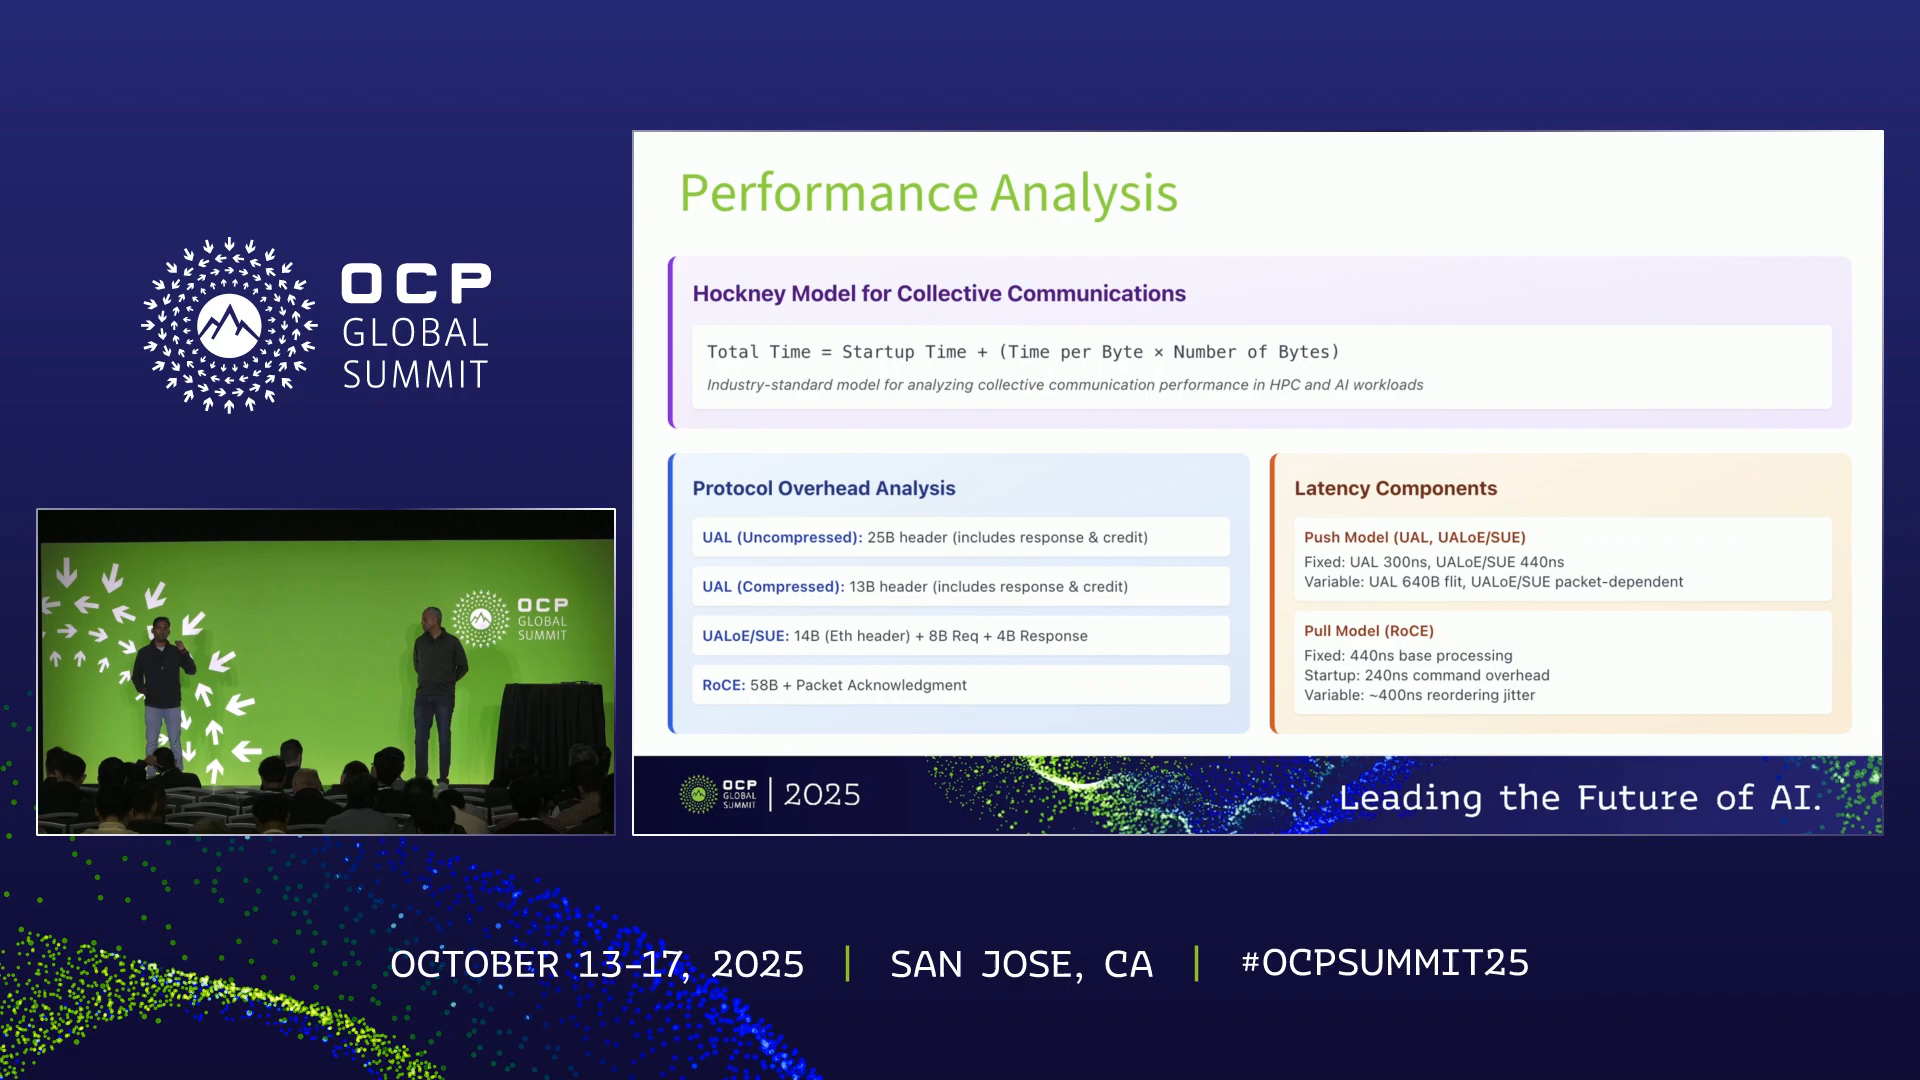 OCP
GLOBAL
SUMMIT
OCP
GLOBAL
SUMMIT
Performance Analysis
Hockney Model for Collective Communications
Total Time = Startup Time + (Time per Byte × Number of Bytes)
Industry-standard model for analyzing collective communication performance in HPC and AI workloads
Protocol Overhead Analysis
UAL (Uncompressed): 25B header (includes response & credit)
UAL (Compressed): 13B header (includes response & credit)
UALoE/SUE: 14B (Eth header) + 8B Req + 4B Response
RoCE: 58B + Packet Acknowledgment
Latency Components
Push Model (UAL, UALoE/SUE)
Fixed: UAL 300ns, UALoE/SUE 440ns
Variable: UAL 640B flit, UALoE/SUE packet-dependent
Pull Model (RoCE)
Fixed: 440ns base processing
Startup: 240ns command overhead
Variable: ~400ns reordering jitter
OCP
GLOBAL
SUMMIT
2025
Leading the Future of AI.
OCTOBER 13-17, 2025 | SAN JOSE, CA | #OCPSUMMIT25